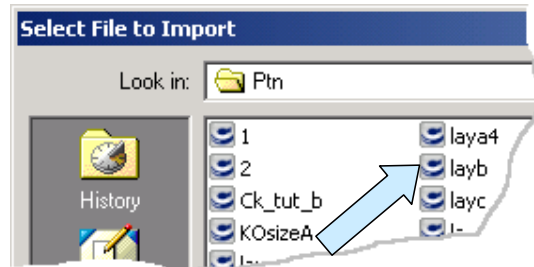 Select File to Import
Look in: Ptn
History
1
2
Ck_tut_b
KOsizeA
laya4
layb
layc